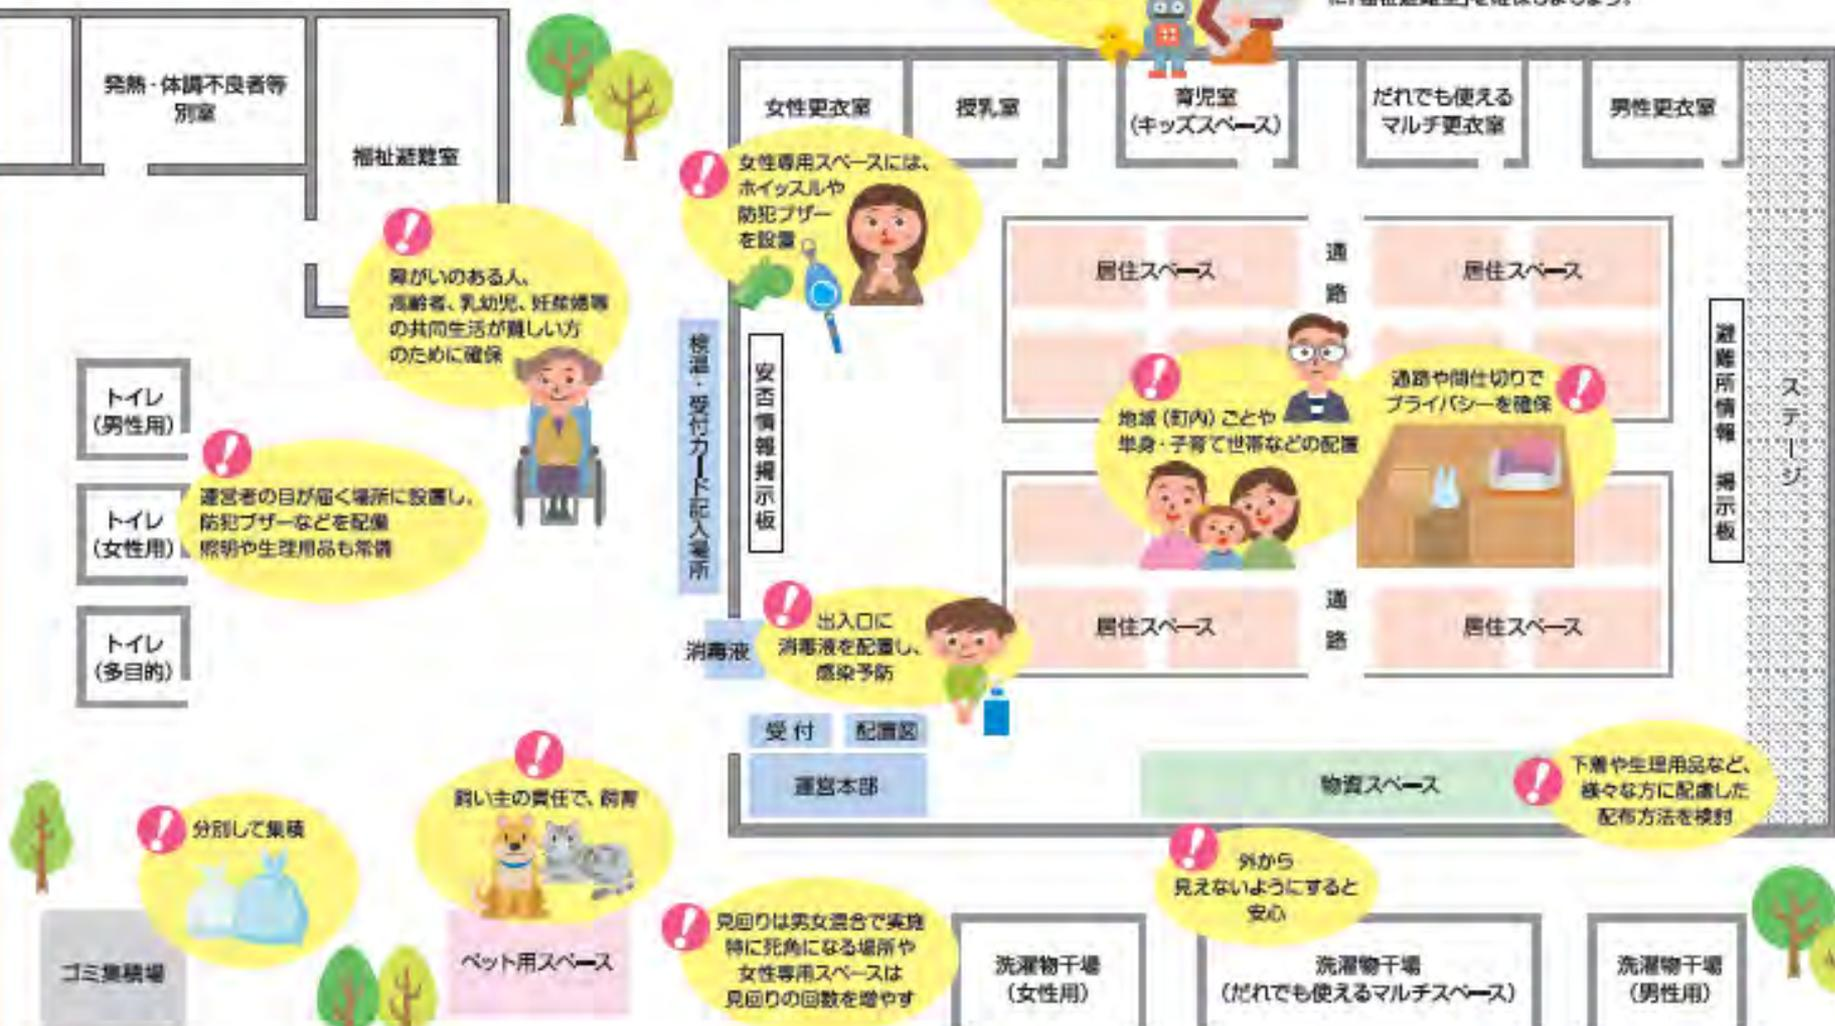 発熱・体調不良者等
別室
福祉避難室
障がいのある人、
高齢者、乳幼児、妊産婦等
の共同生活が難しい方
のために確保
トイレ
(男性用)
トイレ
(女性用)
運営者の目が届く場所に設置し、
防犯ブザーなどを配備
照明や生理用品も常備
トイレ
(多目的)
女性更衣室
授乳室
育児室
(キッズスペース)
だれでも使える
マルチ更衣室
男性更衣室
女性専用スペースには、
ホイッスルや
防犯ブザー
を設置
検温・受付カード記入場所
安否情報掲示板
居住スペース
通路
居住スペース
地域(町内)ごとや
単身・子育て世帯などの配置
通路や間仕切りで
プライバシーを確保
避難所情報 掲示板
ステージ
居住スペース
通路
居住スペース
消毒液
出入口に
消毒液を配置し、
感染予防
受付
配置図
運営本部
物資スペース
下着や生理用品など、
様々な方に配慮した
配布方法を検討
分別して集積
ゴミ集積場
飼い主の責任で、飼育
ペット用スペース
見回りは男女混合で実施
特に死角になる場所や
女性専用スペースは
見回りの回数を増やす
外から
見えないようにすると
安心
洗濯物干場
(女性用)
洗濯物干場
(だれでも使えるマルチスペース)
洗濯物干場
(男性用)